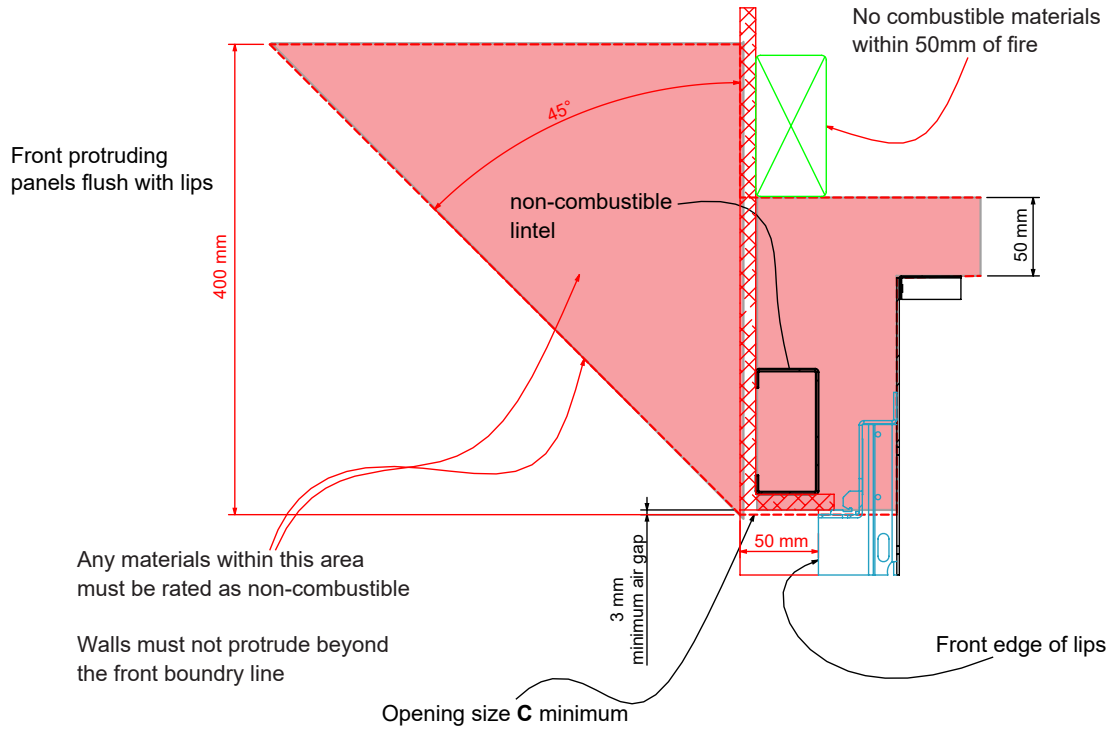 No combustible materials
within 50mm of fire
45°
Front protruding
panels flush with lips
non-combustible
lintel
400 mm
50 mm
50 mm
3 mm
minimum air gap
Any materials within this area
must be rated as non-combustible
Walls must not protrude beyond
the front boundry line
Front edge of lips
Opening size C minimum